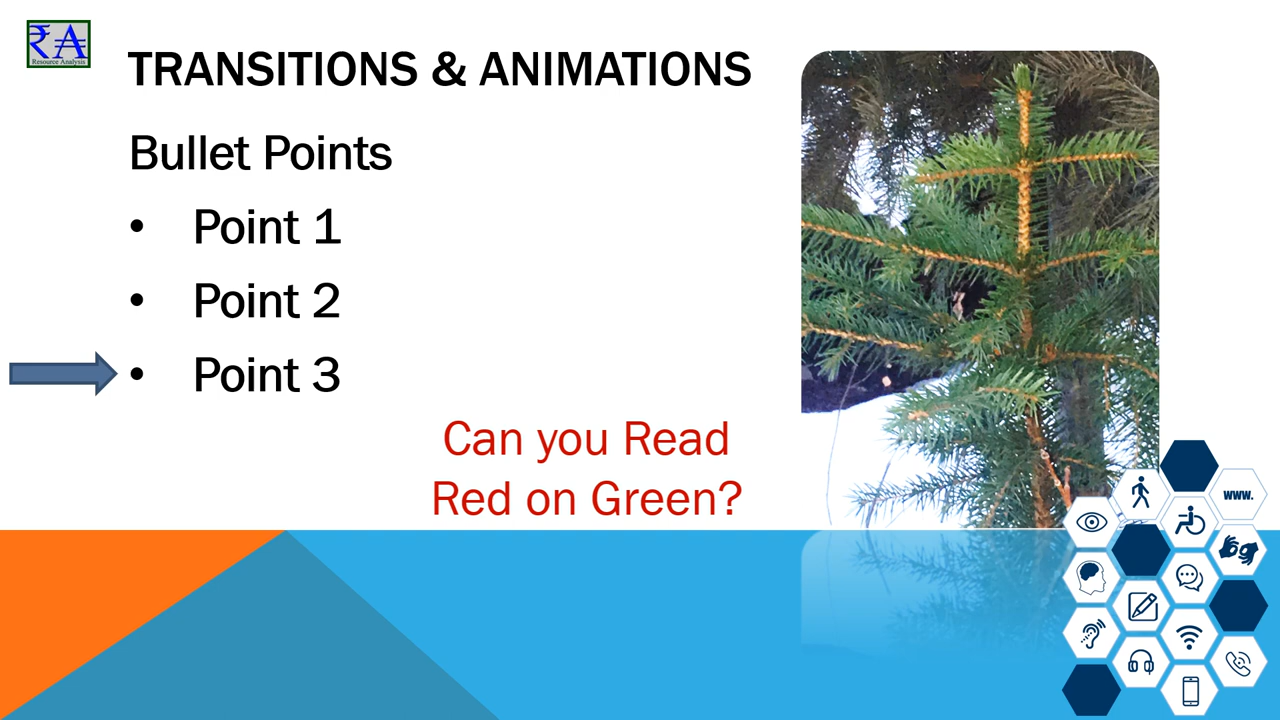 ₹A
Resource Analysis
TRANSITIONS & ANIMATIONS
Bullet Points
• Point 1
• Point 2
• Point 3
Can you Read
Red on Green?
www.